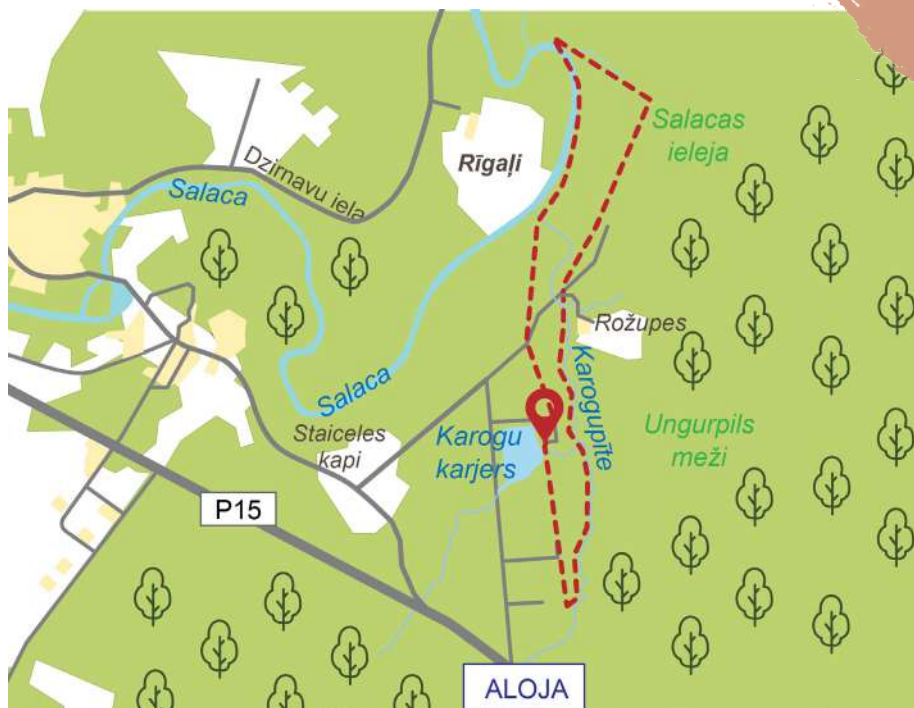 Salacas
ieleja
Rīgaļi
Dzirnavu iela
Salaca
Rožupes
Karogupīte
Salaca
Ungurpils
meži
Staiceles
kapi
Karogu
karjers
P15
ALOJA